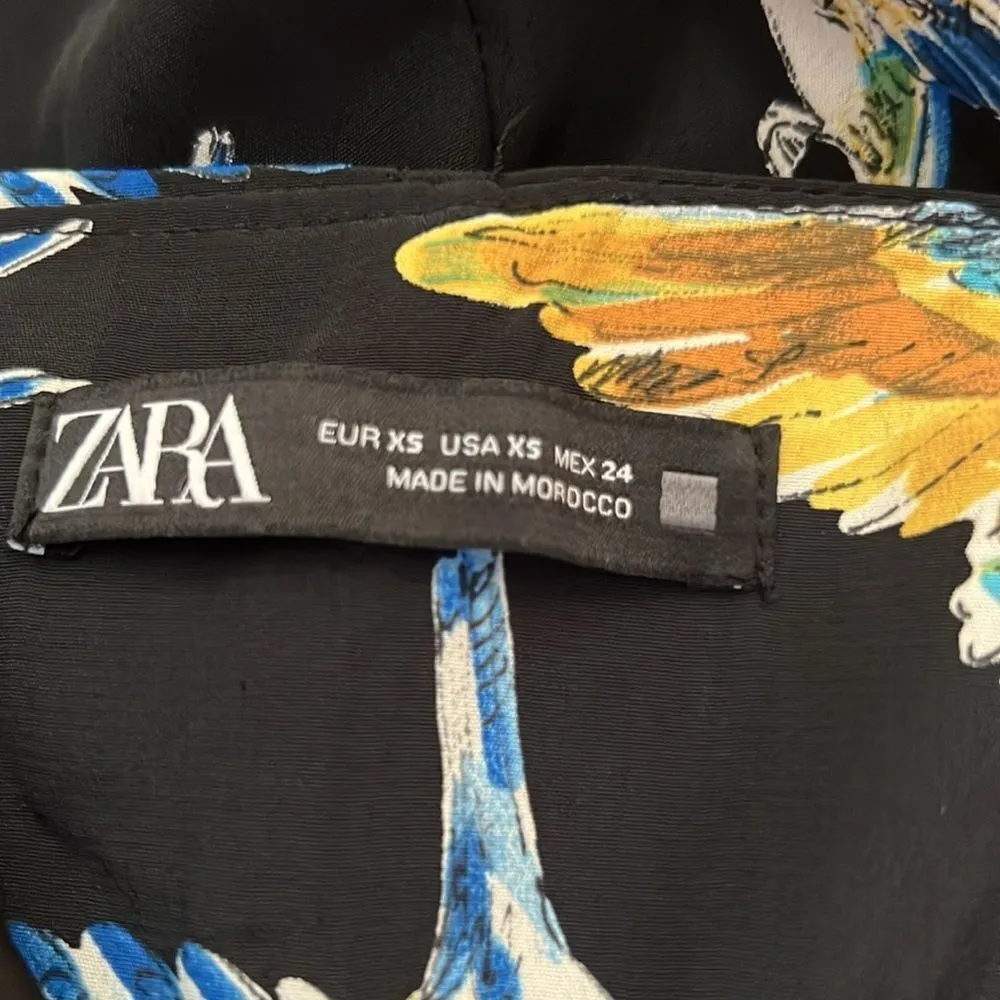 ZARA
EUR XS USA XS MEX 24
MADE IN MOROCCO